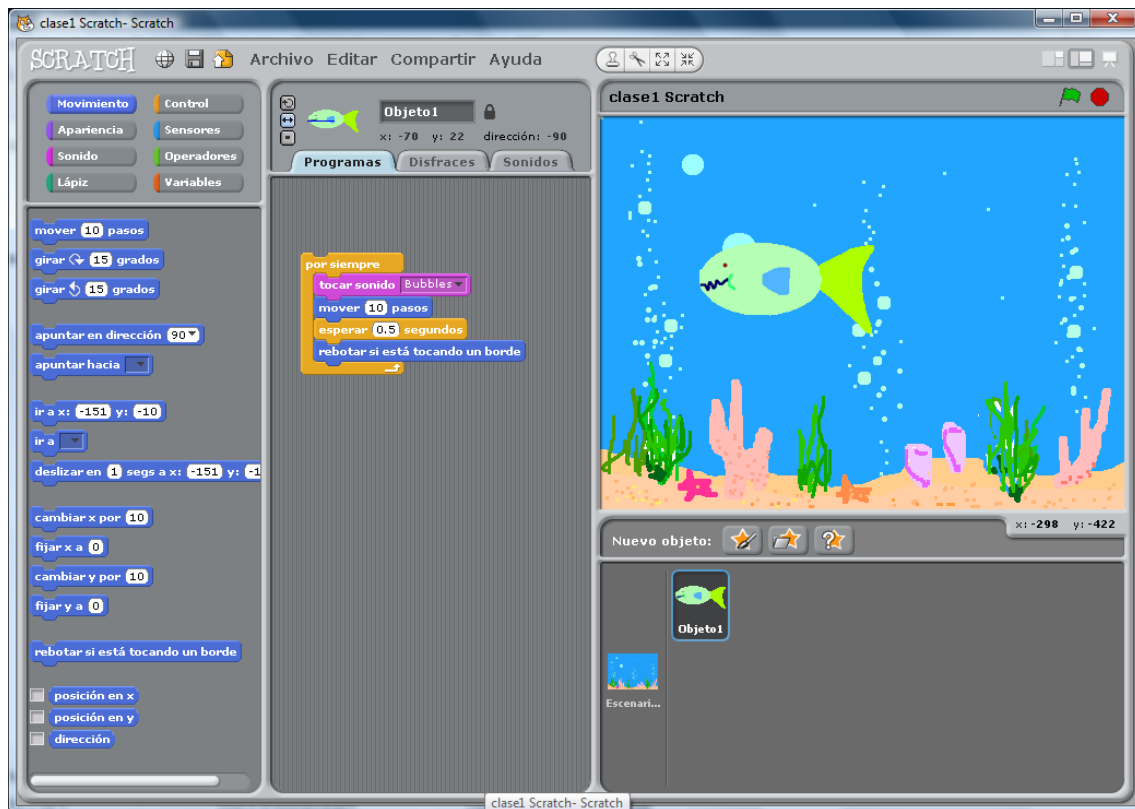 clase1 Scratch- Scratch
SCRATCH Archivo Editar Compartir Ayuda
Movimiento Control
Apariencia Sensores
Sonido Operadores
Lápiz Variables
mover 10 pasos
girar 15 grados
girar 15 grados
apuntar en dirección 90
apuntar hacia
ir a x: -151 y: -10
ir a
deslizar en 1 segs a x: -151 y: -1
cambiar x por 10
fijar x a 0
cambiar y por 10
fijar y a 0
rebotar si está tocando un borde
posición en x
posición en y
dirección
Objeto1
x: -70 y: 22 dirección: -90
Programas Disfraces Sonidos
por siempre
tocar sonido Bubbles
mover 10 pasos
esperar 0.5 segundos
rebotar si está tocando un borde
clase1 Scratch
x: -298 y: -422
Nuevo objeto:
Objeto1
Escenari...
clase1 Scratch- Scratch